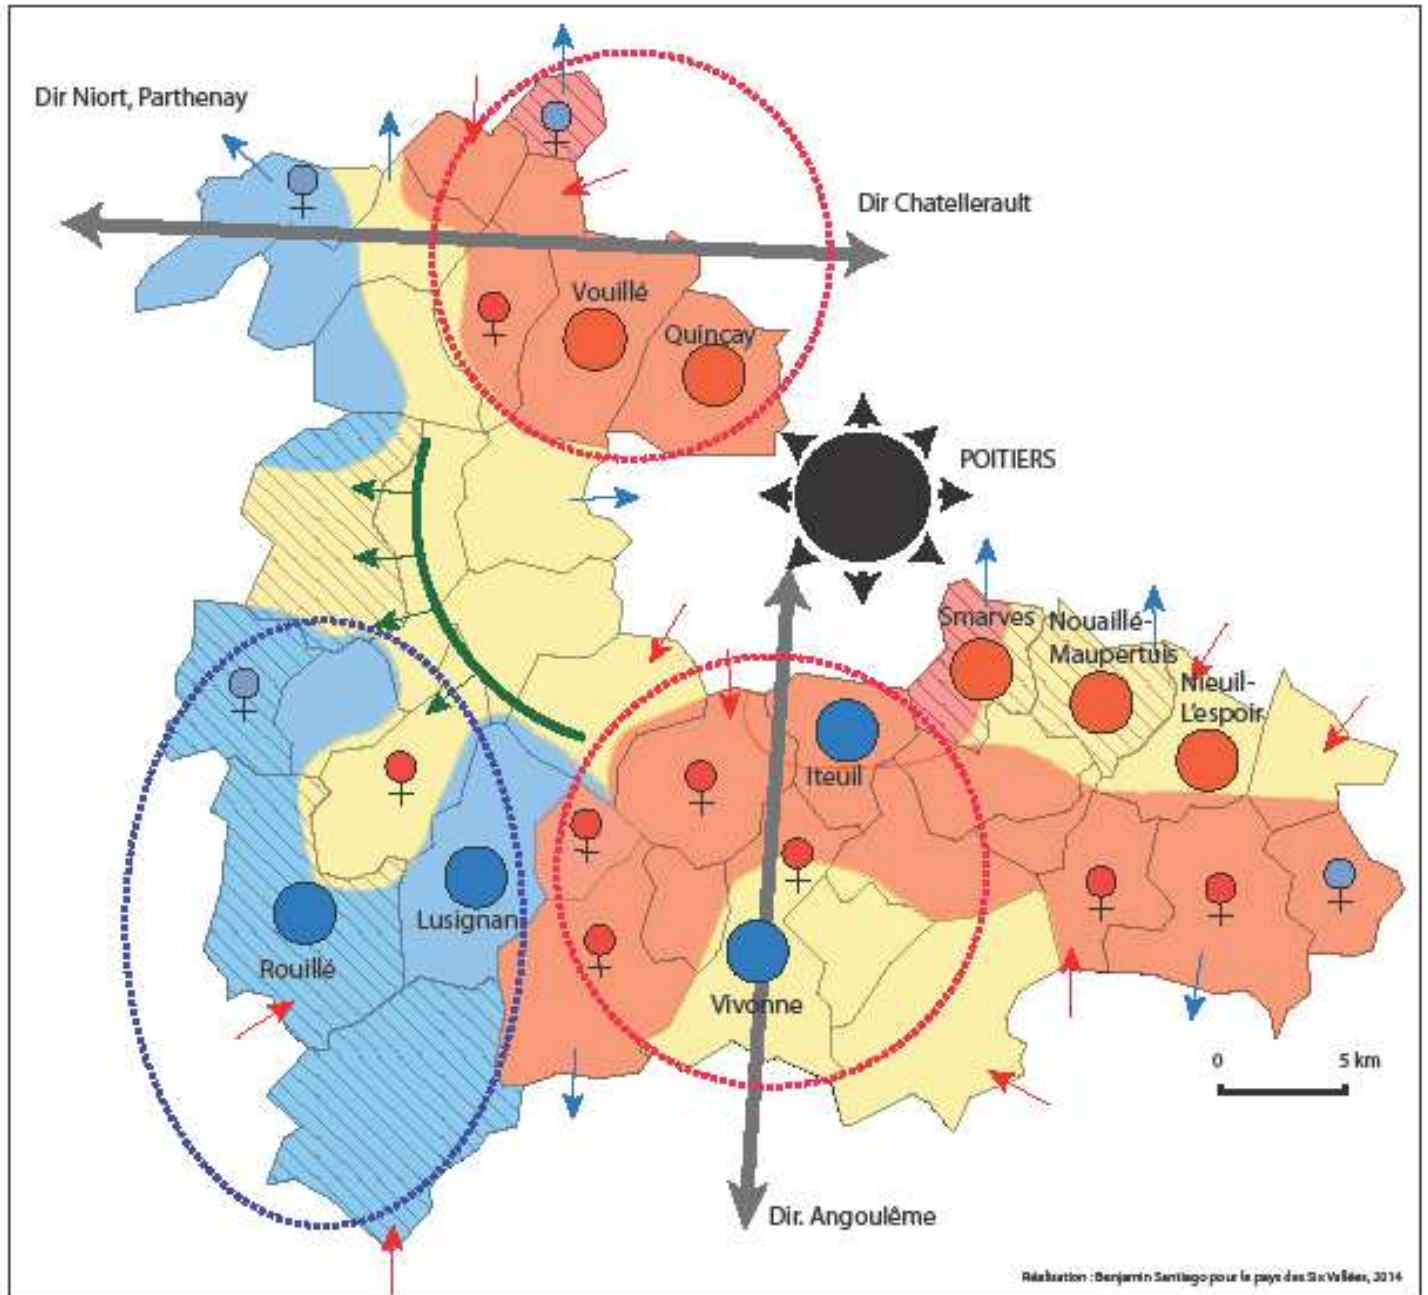 Dir Niort, Parthenay
Dir Chatellerault
Vouillé
Quinçay
POITIERS
Smarves
Nouaillé-
Maupertuis
Nieuil-
L'espoir
Iteuil
Lusignan
Rouillé
Vivonne
0 5 km
Dir. Angoulême
Réalisation : Benjamin Santiago pour le pays des Six Vallées, 2014